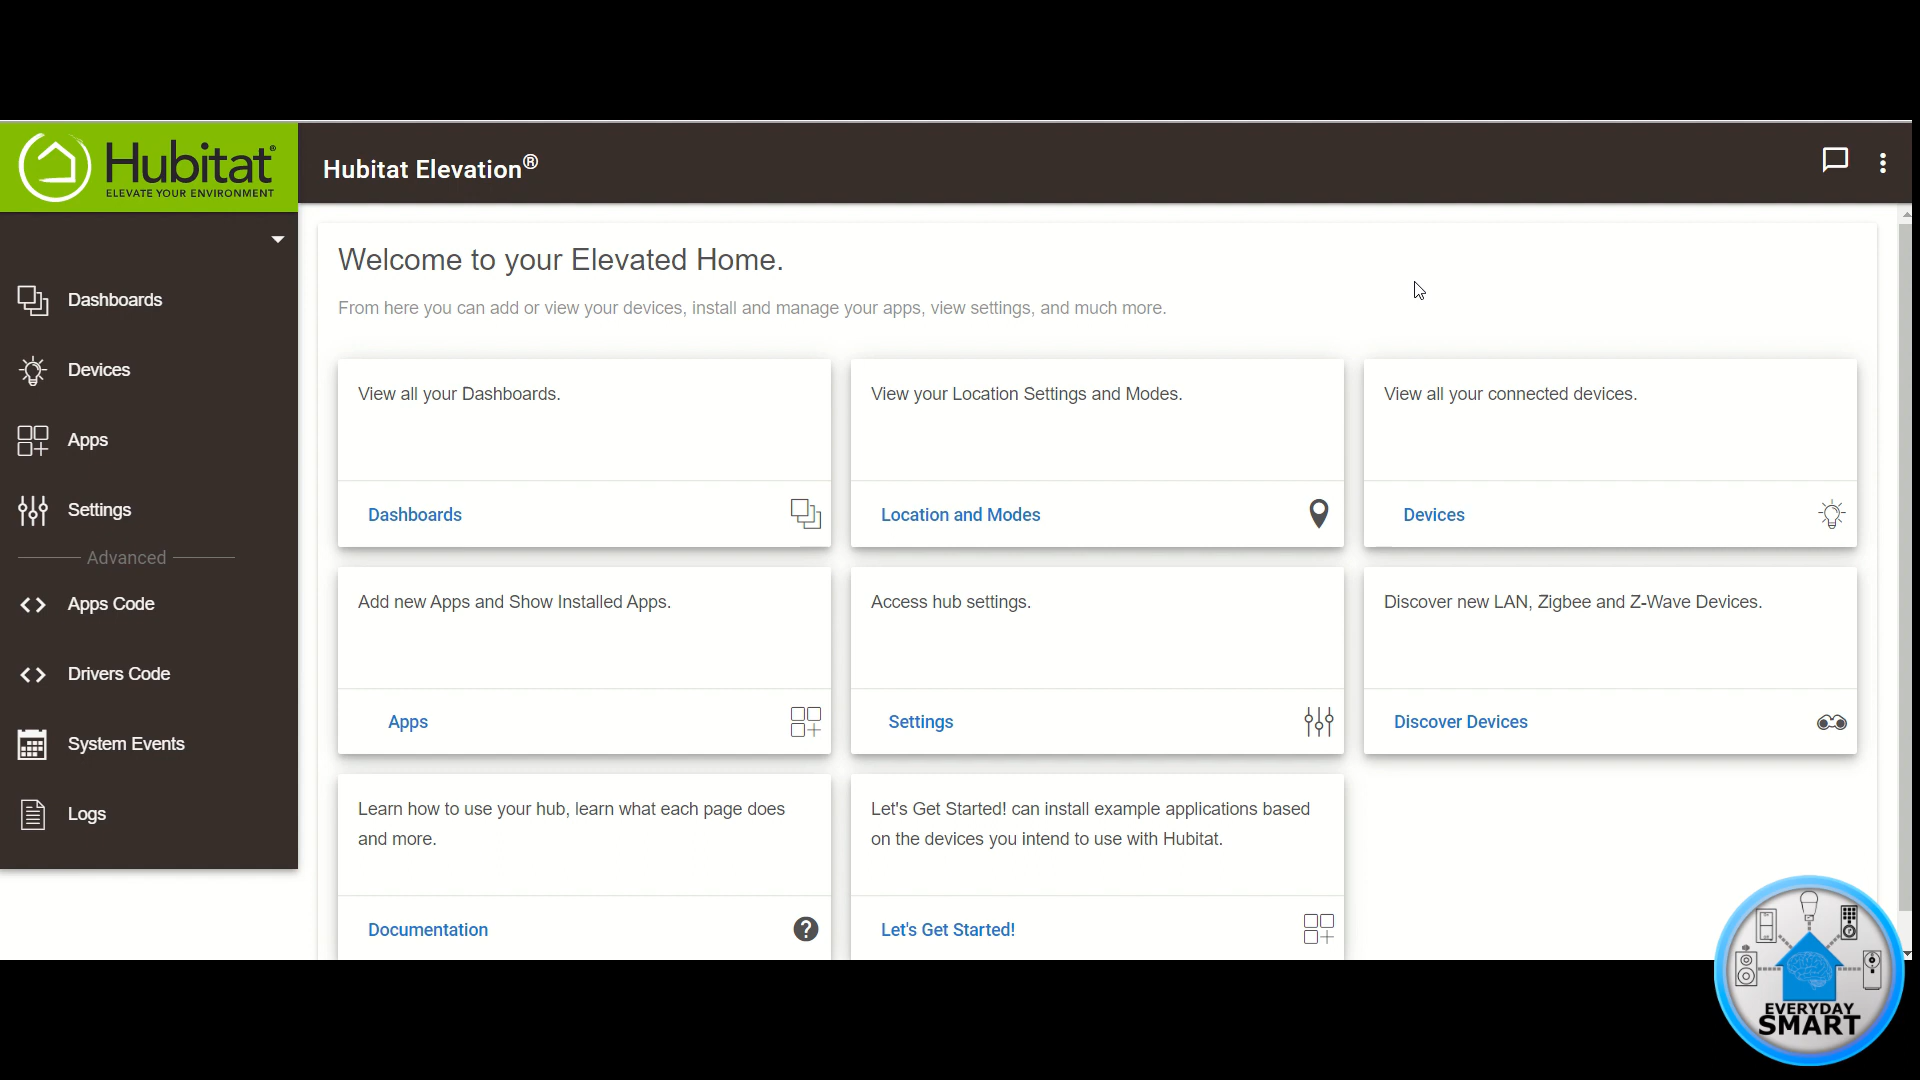 Hubitat®
ELEVATE YOUR ENVIRONMENT
Hubitat Elevation®
Dashboards
Devices
Apps
Settings
Advanced
Apps Code
Drivers Code
System Events
Logs
Welcome to your Elevated Home.
From here you can add or view your devices, install and manage your apps, view settings, and much more.
View all your Dashboards.
Dashboards
View your Location Settings and Modes.
Location and Modes
View all your connected devices.
Devices
Add new Apps and Show Installed Apps.
Apps
Access hub settings.
Settings
Discover new LAN, Zigbee and Z-Wave Devices.
Discover Devices
Learn how to use your hub, learn what each page does
and more.
Documentation
Let's Get Started! can install example applications based
on the devices you intend to use with Hubitat.
Let's Get Started!
EVERYDAY
SMART